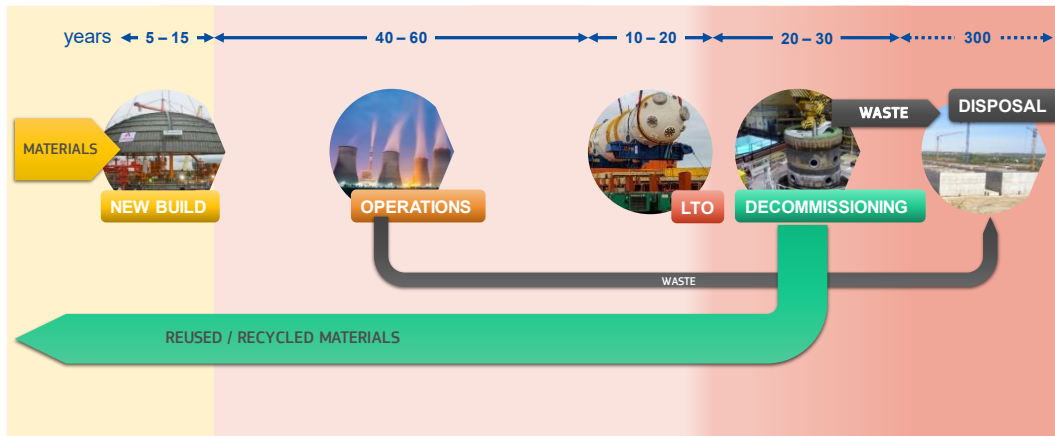 years 5 – 15 40 – 60 10 – 20 20 – 30 300
WASTE DISPOSAL
MATERIALS
NEW BUILD OPERATIONS LTO DECOMMISSIONING
WASTE
REUSED / RECYCLED MATERIALS